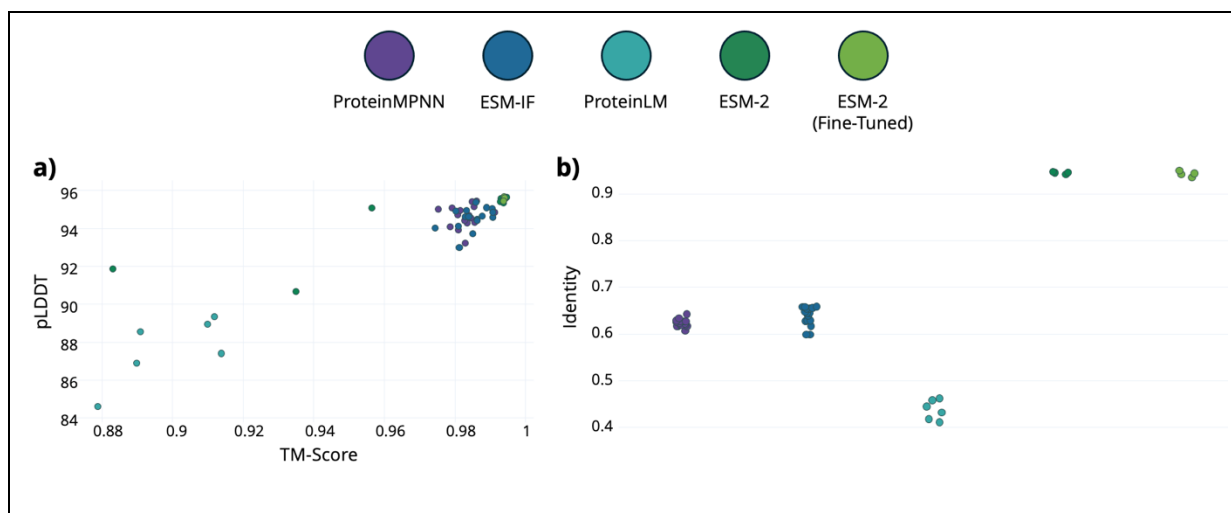 ProteinMPNN
ESM-IF
ProteinLM
ESM-2
ESM-2
(Fine-Tuned)
a)
96
94
92
90
88
86
84
pLDDT
0.88
0.9
0.92
0.94
0.96
0.98
1
TM-Score
b)
0.9
0.8
0.7
0.6
0.5
0.4
Identity